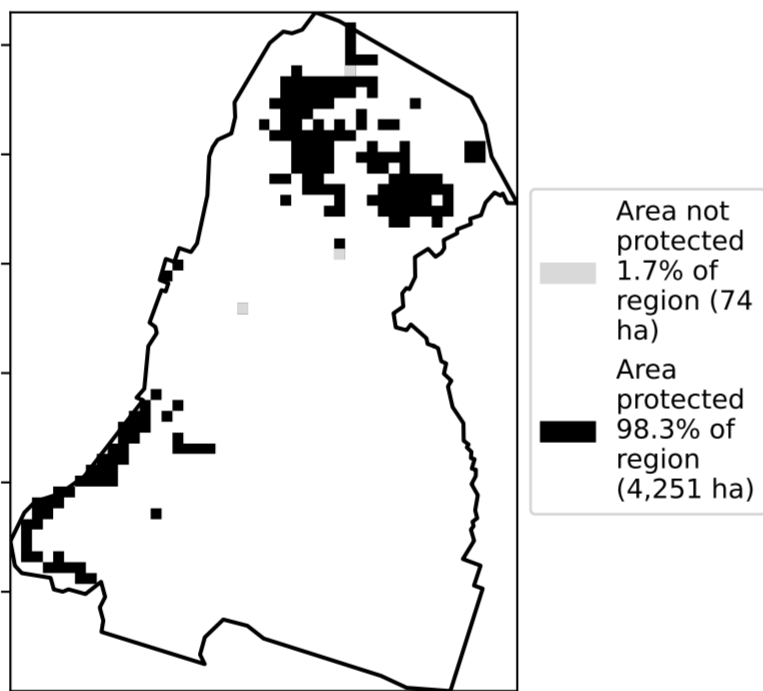 Area not
protected
1.7% of
region (74
ha)
Area
protected
98.3% of
region
(4,251 ha)